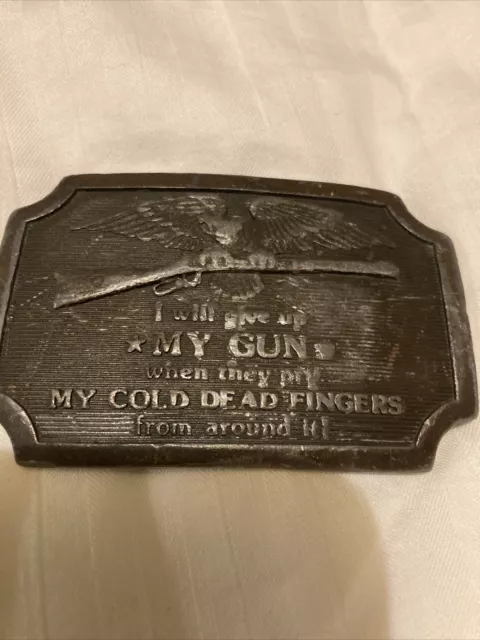 I will give up
★ MY GUN ★
when they pry
MY COLD DEAD FINGERS
from around it!